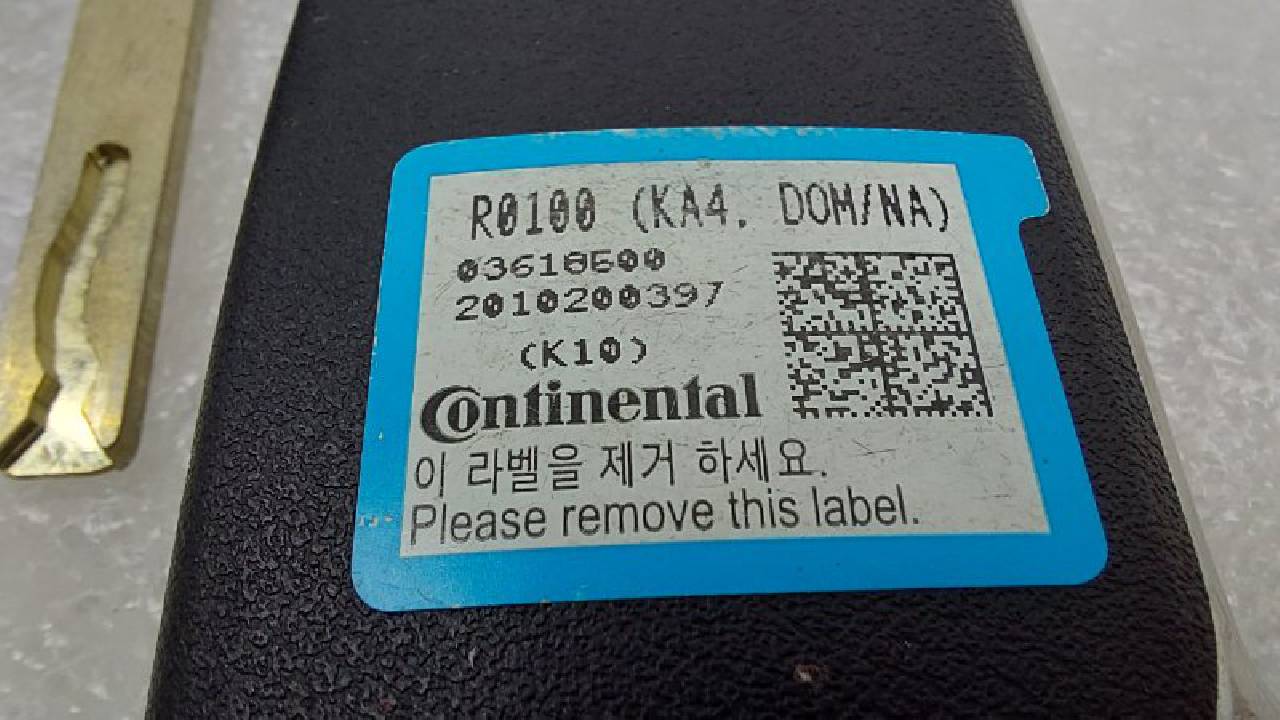 R0100 (KA4, DOM/NA)
03618600
2010200397
(K10)
Continental
이 라벨을 제거 하세요.
Please remove this label.